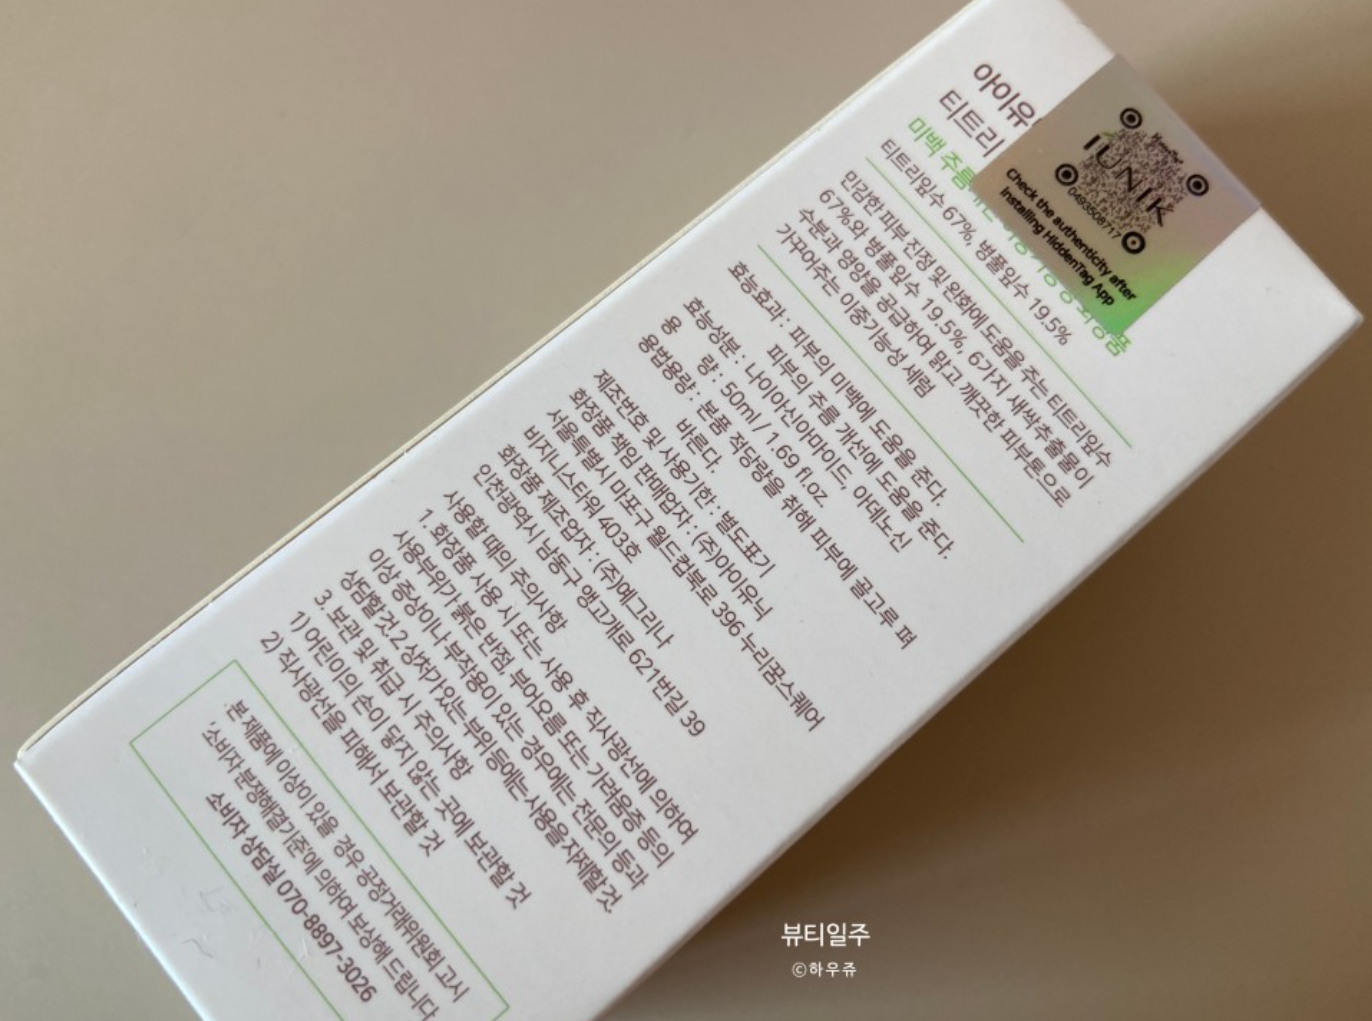 아이유
티트리
미백 주름
티트리잎수 67%, 병풀잎수 19.5%
민감한 피부 진정 및 완화에 도움을 주는 티트리잎수
67%와 병풀잎수 19.5%, 6가지 새싹추출물이
수분과 영양을 공급하여 맑고 깨끗한 피부톤으로
가꾸어주는 이중기능성 세럼
효능효과 : 피부의 미백에 도움을 준다.
피부의 주름 개선에 도움을 준다.
효능성분 : 나이아신아마이드, 아데노신
용 량 : 50ml / 1.69 fl.oz
용법용량 : 본품 적당량을 취해 피부에 골고루 펴
바른다.
제조번호 및 사용기한 : 별도표기
화장품 책임 판매업자 : (주)아이유닉
서울특별시 마포구 월드컵북로 396 누리꿈스퀘어
비지니스타워 403호
화장품 제조업자 : (주)예그리나
인천광역시 남동구 앵고개로 621번길 39
사용할 때의 주의사항
1. 화장품 사용 시 또는 사용 후 직사광선에 의하여
사용부위가 붉은 반점, 부어오름 또는 가려움증 등의
이상 증상이나 부작용이 있는 경우에는 전문의 등과
상담할것.2.상처가있는 부위 등에는 사용을자제할것.
3. 보관 및 취급 시 주의사항
1) 어린이의 손이 닿지 않는 곳에 보관할 것
2) 직사광선을 피해서 보관할 것
본 제품에 이상이 있을 경우 공정거래위원회 고시
'소비자분쟁해결기준'에 의하여 보상해 드립니다.
소비자 상담실 070-8897-3026
IUNIK
0493508717
Check the authenticity after
Installing HiddenTag App
뷰티일주
©하우쥬